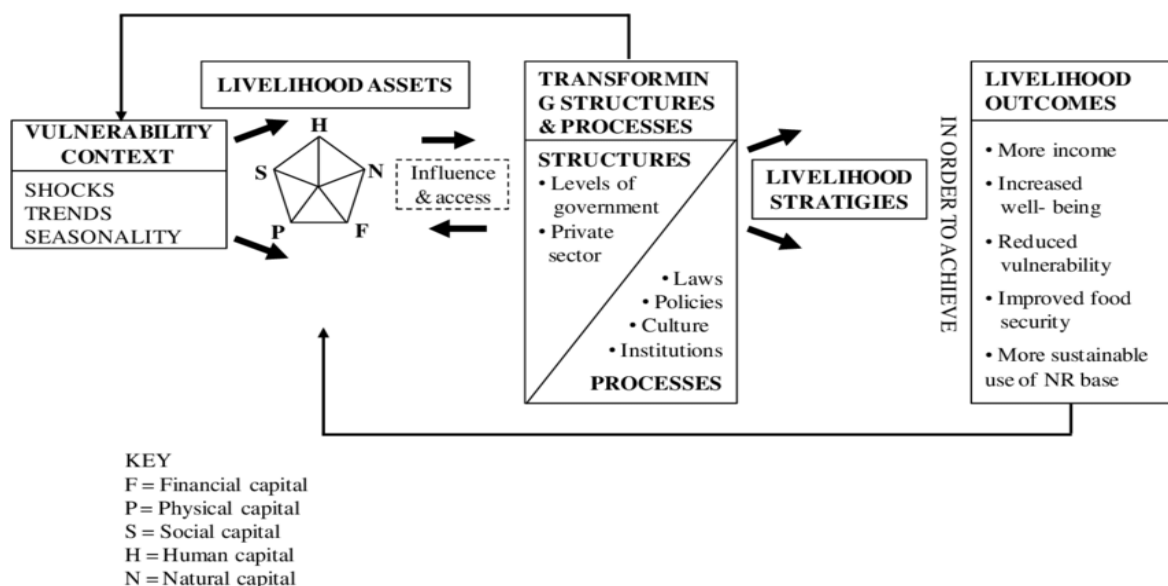 LIVELIHOOD ASSETS
VULNERABILITY
CONTEXT
SHOCKS
TRENDS
SEASONALITY
H
S
N
P
F
Influence
& access
TRANSFORMIN
G STRUCTURES
& PROCESSES
STRUCTURES
• Levels of
government
• Private
sector
• Laws
• Policies
• Culture
• Institutions
PROCESSES
LIVELIHOOD
STRATIGIES
IN ORDER TO ACHIEVE
LIVELIHOOD
OUTCOMES
• More income
• Increased
well- being
• Reduced
vulnerability
• Improved food
security
• More sustainable
use of NR base
KEY
F = Financial capital
P = Physical capital
S = Social capital
H = Human capital
N = Natural capital